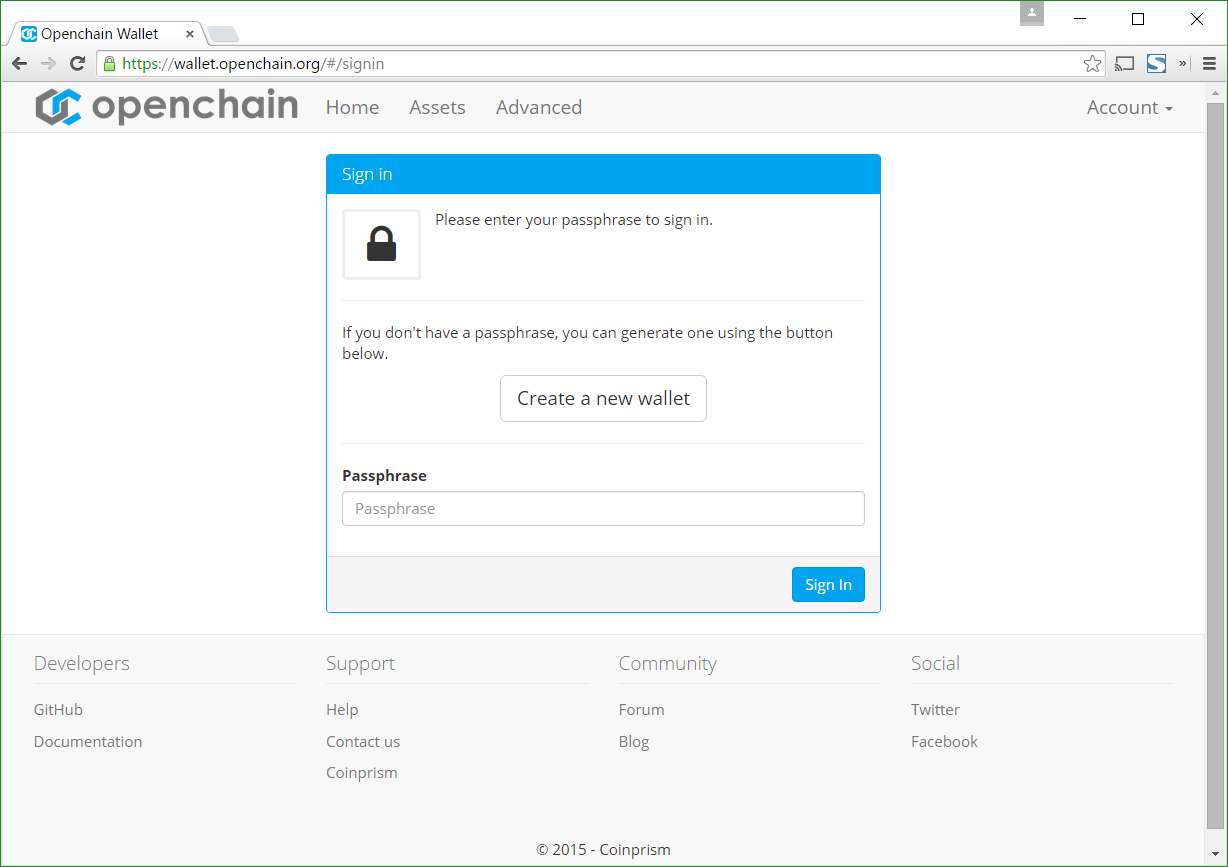 Openchain Wallet
https://wallet.openchain.org/#/signin
openchain
Home
Assets
Advanced
Account
Sign in
Please enter your passphrase to sign in.
If you don't have a passphrase, you can generate one using the button
below.
Create a new wallet
Passphrase
Passphrase
Sign In
Developers
GitHub
Documentation
Support
Help
Contact us
Coinprism
Community
Forum
Blog
Social
Twitter
Facebook
© 2015 - Coinprism